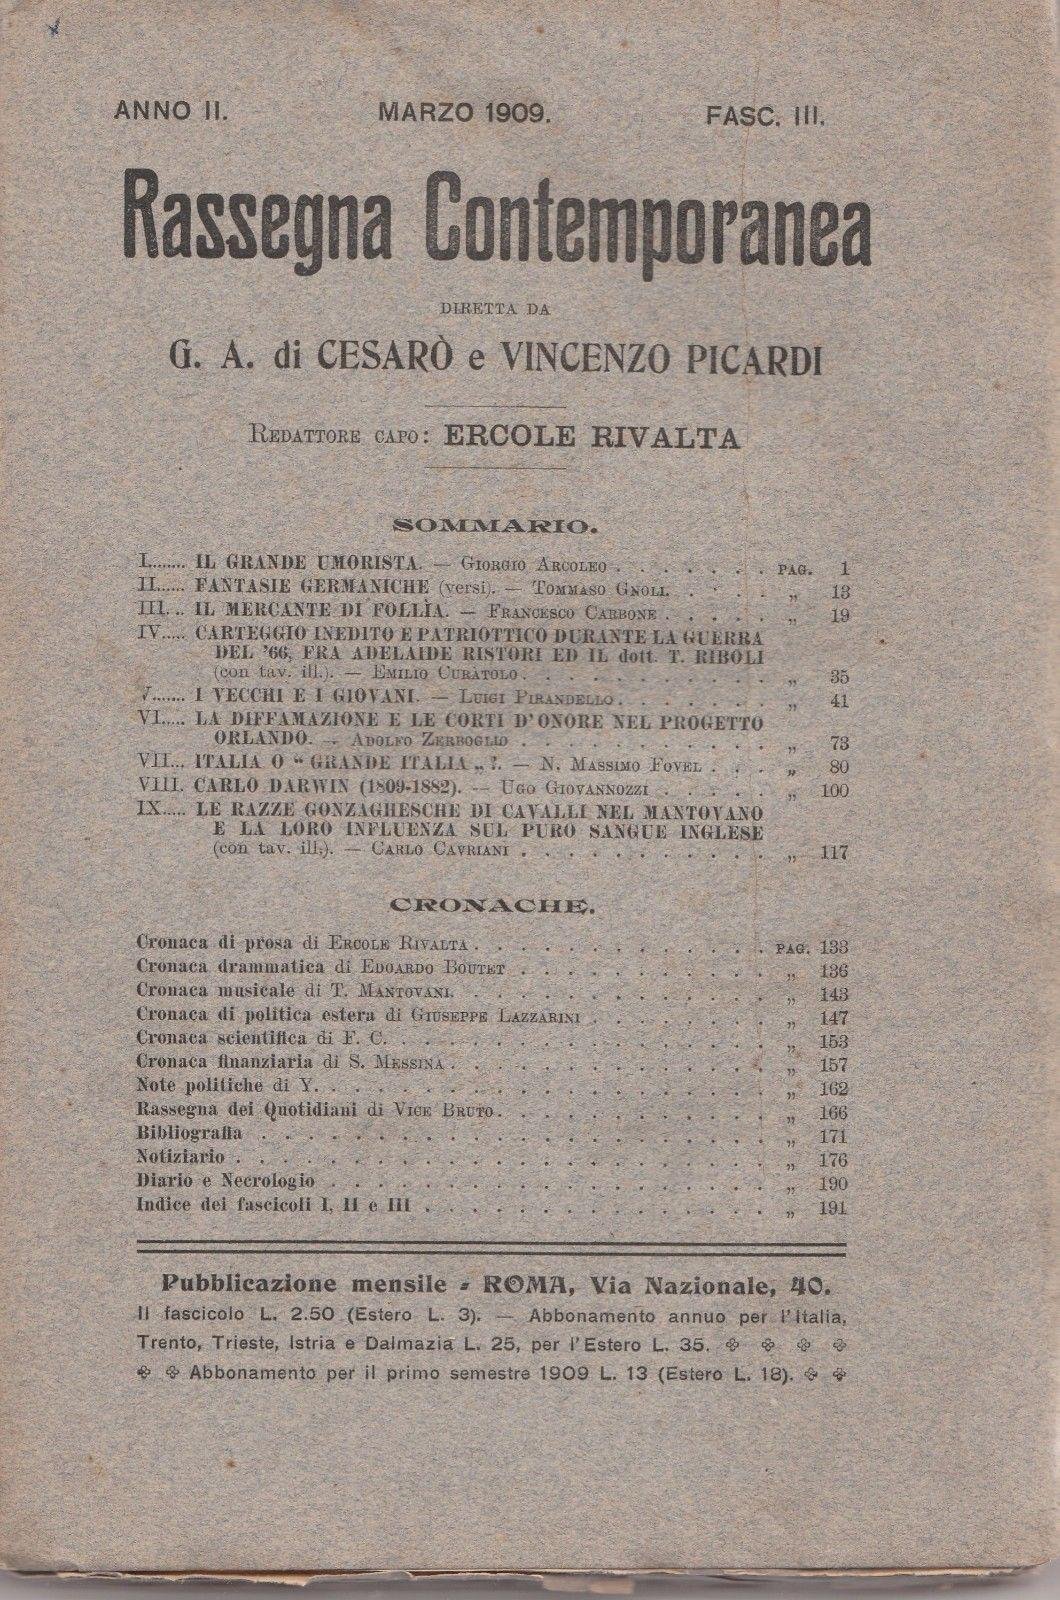 ANNO II. MARZO 1909. FASC. III.
Rassegna Contemporanea
DIRETTA DA
G. A. di CESARÒ e VINCENZO PICARDI
REDATTORE CAPO: ERCOLE RIVALTA
SOMMARIO.
I....... IL GRANDE UMORISTA. — GIORGIO ARCOLEO . . . . . . . PAG. 1
II..... FANTASIE GERMANICHE (versi). — TOMMASO GNOLI. . . . . „ 13
III... IL MERCANTE DI FOLLÌA. — FRANCESCO CARBONE . . . . . „ 19
IV..... CARTEGGIO INEDITO E PATRIOTTICO DURANTE LA GUERRA
DEL '66, FRA ADELAIDE RISTORI ED IL dott. T. RIBOLI
(con tav. ill.). — EMILIO CURÀTOLO . . . . . . . . . . „ 35
V....... I VECCHI E I GIOVANI. — LUIGI PIRANDELLO . . . . . . . „ 41
VI..... LA DIFFAMAZIONE E LE CORTI D'ONORE NEL PROGETTO
ORLANDO. — ADOLFO ZERBOGLIO . . . . . . . . . . „ 73
VII... ITALIA O “ GRANDE ITALIA „ ?. — N. MASSIMO FOVEL . . . „ 80
VIII. CARLO DARWIN (1809-1882). — UGO GIOVANNOZZI . . . . . „ 100
IX..... LE RAZZE GONZAGHESCHE DI CAVALLI NEL MANTOVANO
E LA LORO INFLUENZA SUL PURO SANGUE INGLESE
(con tav. ill.). — CARLO CAVRIANI . . . . . . . . . . . „ 117
CRONACHE.
Cronaca di prosa di ERCOLE RIVALTA . . . . . . . . . . . . . PAG. 133
Cronaca drammatica di EDOARDO BOUTET . . . . . . . . . . . „ 136
Cronaca musicale di T. MANTOVANI. . . . . . . . . . . . . . „ 143
Cronaca di politica estera di GIUSEPPE LAZZARINI . . . . . . . . „ 147
Cronaca scientifica di F. C. . . . . . . . . . . . . . . . . . „ 153
Cronaca finanziaria di S. MESSINA . . . . . . . . . . . . . . „ 157
Note politiche di Y. . . . . . . . . . . . . . . . . . . . . „ 162
Rassegna dei Quotidiani di VICE BRUTO . . . . . . . . . . . . „ 166
Bibliografia . . . . . . . . . . . . . . . . . . . . . . . „ 171
Notiziario . . . . . . . . . . . . . . . . . . . . . . . . „ 176
Diario e Necrologio . . . . . . . . . . . . . . . . . . . . „ 190
Indice dei fascicoli I, II e III . . . . . . . . . . . . . . . „ 191
Pubblicazione mensile - ROMA, Via Nazionale, 40.
Il fascicolo L. 2.50 (Estero L. 3). — Abbonamento annuo per l'Italia,
Trento, Trieste, Istria e Dalmazia L. 25, per l'Estero L. 35.
Abbonamento per il primo semestre 1909 L. 13 (Estero L. 18).